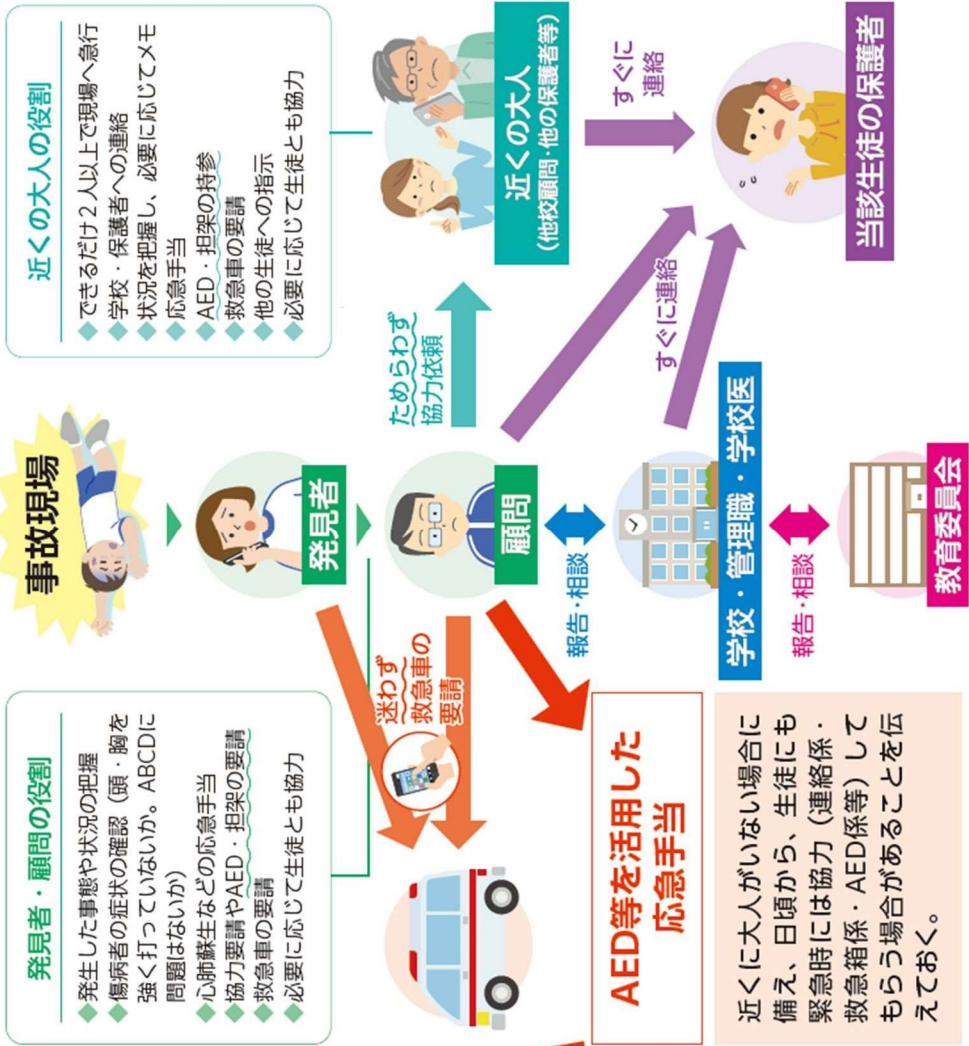 事故現場
発見者・顧問の役割
◆発生した事態や状況の把握
◆傷病者の症状の確認（頭・胸を
強く打っていないか。ABCDに
問題はないか）
◆心肺蘇生などの応急手当
◆協力要請やAED・担架の要請
◆救急車の要請
◆必要に応じて生徒とも協力
近くの大人の役割
◆できるだけ２人以上で現場へ急行
◆学校・保護者への連絡
◆状況を把握し、必要に応じてメモ
◆応急手当
◆AED・担架の持参
◆救急車の要請
◆他の生徒への指示
◆必要に応じて生徒とも協力
発見者
迷わず
救急車の
要請
顧問
ためらわず
協力依頼
近くの大人
（他校顧問・他の保護者等）
AED等を活用した
応急手当
報告・相談
すぐに連絡
すぐに
連絡
学校・管理職・学校医
当該生徒の保護者
報告・相談
教育委員会
近くに大人がいない場合に
備え、日頃から、生徒にも
緊急時には協力（連絡係・
救急箱係・AED係等）して
もらう場合があることを伝
えておく。